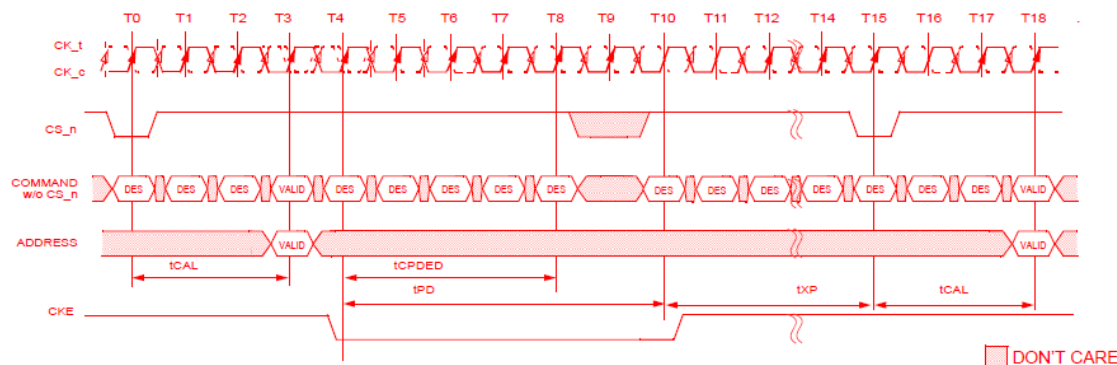 T0 T1 T2 T3 T4 T5 T6 T7 T8 T9 T10 T11 T12 T14 T15 T16 T17 T18
CK_t
CK_c
CS_n
COMMAND
w/o CS_n
DES DES DES VALID DES DES DES DES DES DES DES DES DES DES DES DES VALID
ADDRESS
VALID VALID
tCAL tCPDED
tPD tXP tCAL
CKE
DON'T CARE